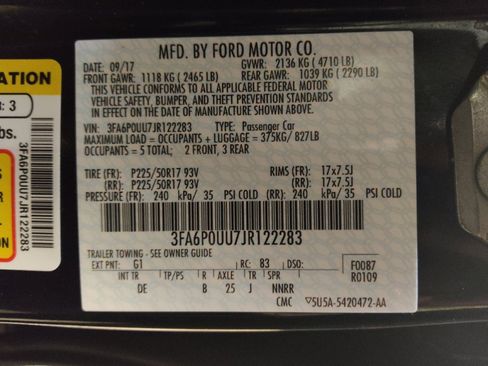 ATION
3: 3
bs.
3FA6P0UU7JR122283
MFD. BY FORD MOTOR CO.
DATE: 09/17 GVWR: 2136 KG ( 4710 LB)
FRONT GAWR: 1118 KG ( 2465 LB) REAR GAWR: 1039 KG ( 2290 LB)
THIS VEHICLE CONFORMS TO ALL APPLICABLE FEDERAL MOTOR
VEHICLE SAFETY, BUMPER, AND THEFT PREVENTION STANDARDS
IN EFFECT ON THE DATE OF MANUFACTURE SHOWN ABOVE.
VIN: 3FA6P0UU7JR122283 TYPE: Passenger Car
MAXIMUM LOAD = OCCUPANTS + LUGGAGE = 375KG/ 827LB
OCCUPANTS = 5 TOTAL; 2 FRONT, 3 REAR
TIRE (FR): P225/50R17 93V RIMS (FR): 17x7.5J
(RR): P225/50R17 93V (RR): 17x7.5J
PRESSURE (FR): 240 kPa/ 35 PSI COLD (RR): 240 kPa/ 35 PSI COLD
3FA6P0UU7JR122283
TRAILER TOWING - SEE OWNER GUIDE
EXT PNT: G1 RC: 83 DSO: F0087
INT TR TP/PS R AXLE TR SPR R0109
DE B 25 J NNRR
CMC 5U5A-5420472-AA